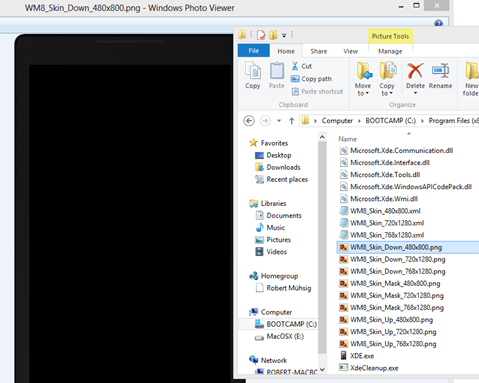 WM8_Skin_Down_480x800.png - Windows Photo Viewer
Picture Tools
File
Home
Share
View
Manage
Copy
Paste
Cut
Copy path
Paste shortcut
Move to
Copy to
Delete
Rename
New
folder
Clipboard
Organize
Computer
BOOTCAMP (C:)
Program Files (x8
Name
Favorites
Desktop
Downloads
Recent places
Libraries
Documents
Music
Pictures
Videos
Homegroup
Robert Mühsig
Computer
BOOTCAMP (C:)
MacOSX (E:)
Network
ROBERT-MACBO
Microsoft.Xde.Communication.dll
Microsoft.Xde.Interface.dll
Microsoft.Xde.Tools.dll
Microsoft.Xde.WindowsAPICodePack.dll
Microsoft.Xde.Wmi.dll
WM8_Skin_480x800.xml
WM8_Skin_720x1280.xml
WM8_Skin_768x1280.xml
WM8_Skin_Down_480x800.png
WM8_Skin_Down_720x1280.png
WM8_Skin_Down_768x1280.png
WM8_Skin_Mask_480x800.png
WM8_Skin_Mask_720x1280.png
WM8_Skin_Mask_768x1280.png
WM8_Skin_Up_480x800.png
WM8_Skin_Up_720x1280.png
WM8_Skin_Up_768x1280.png
XDE.exe
XdeCleanup.exe